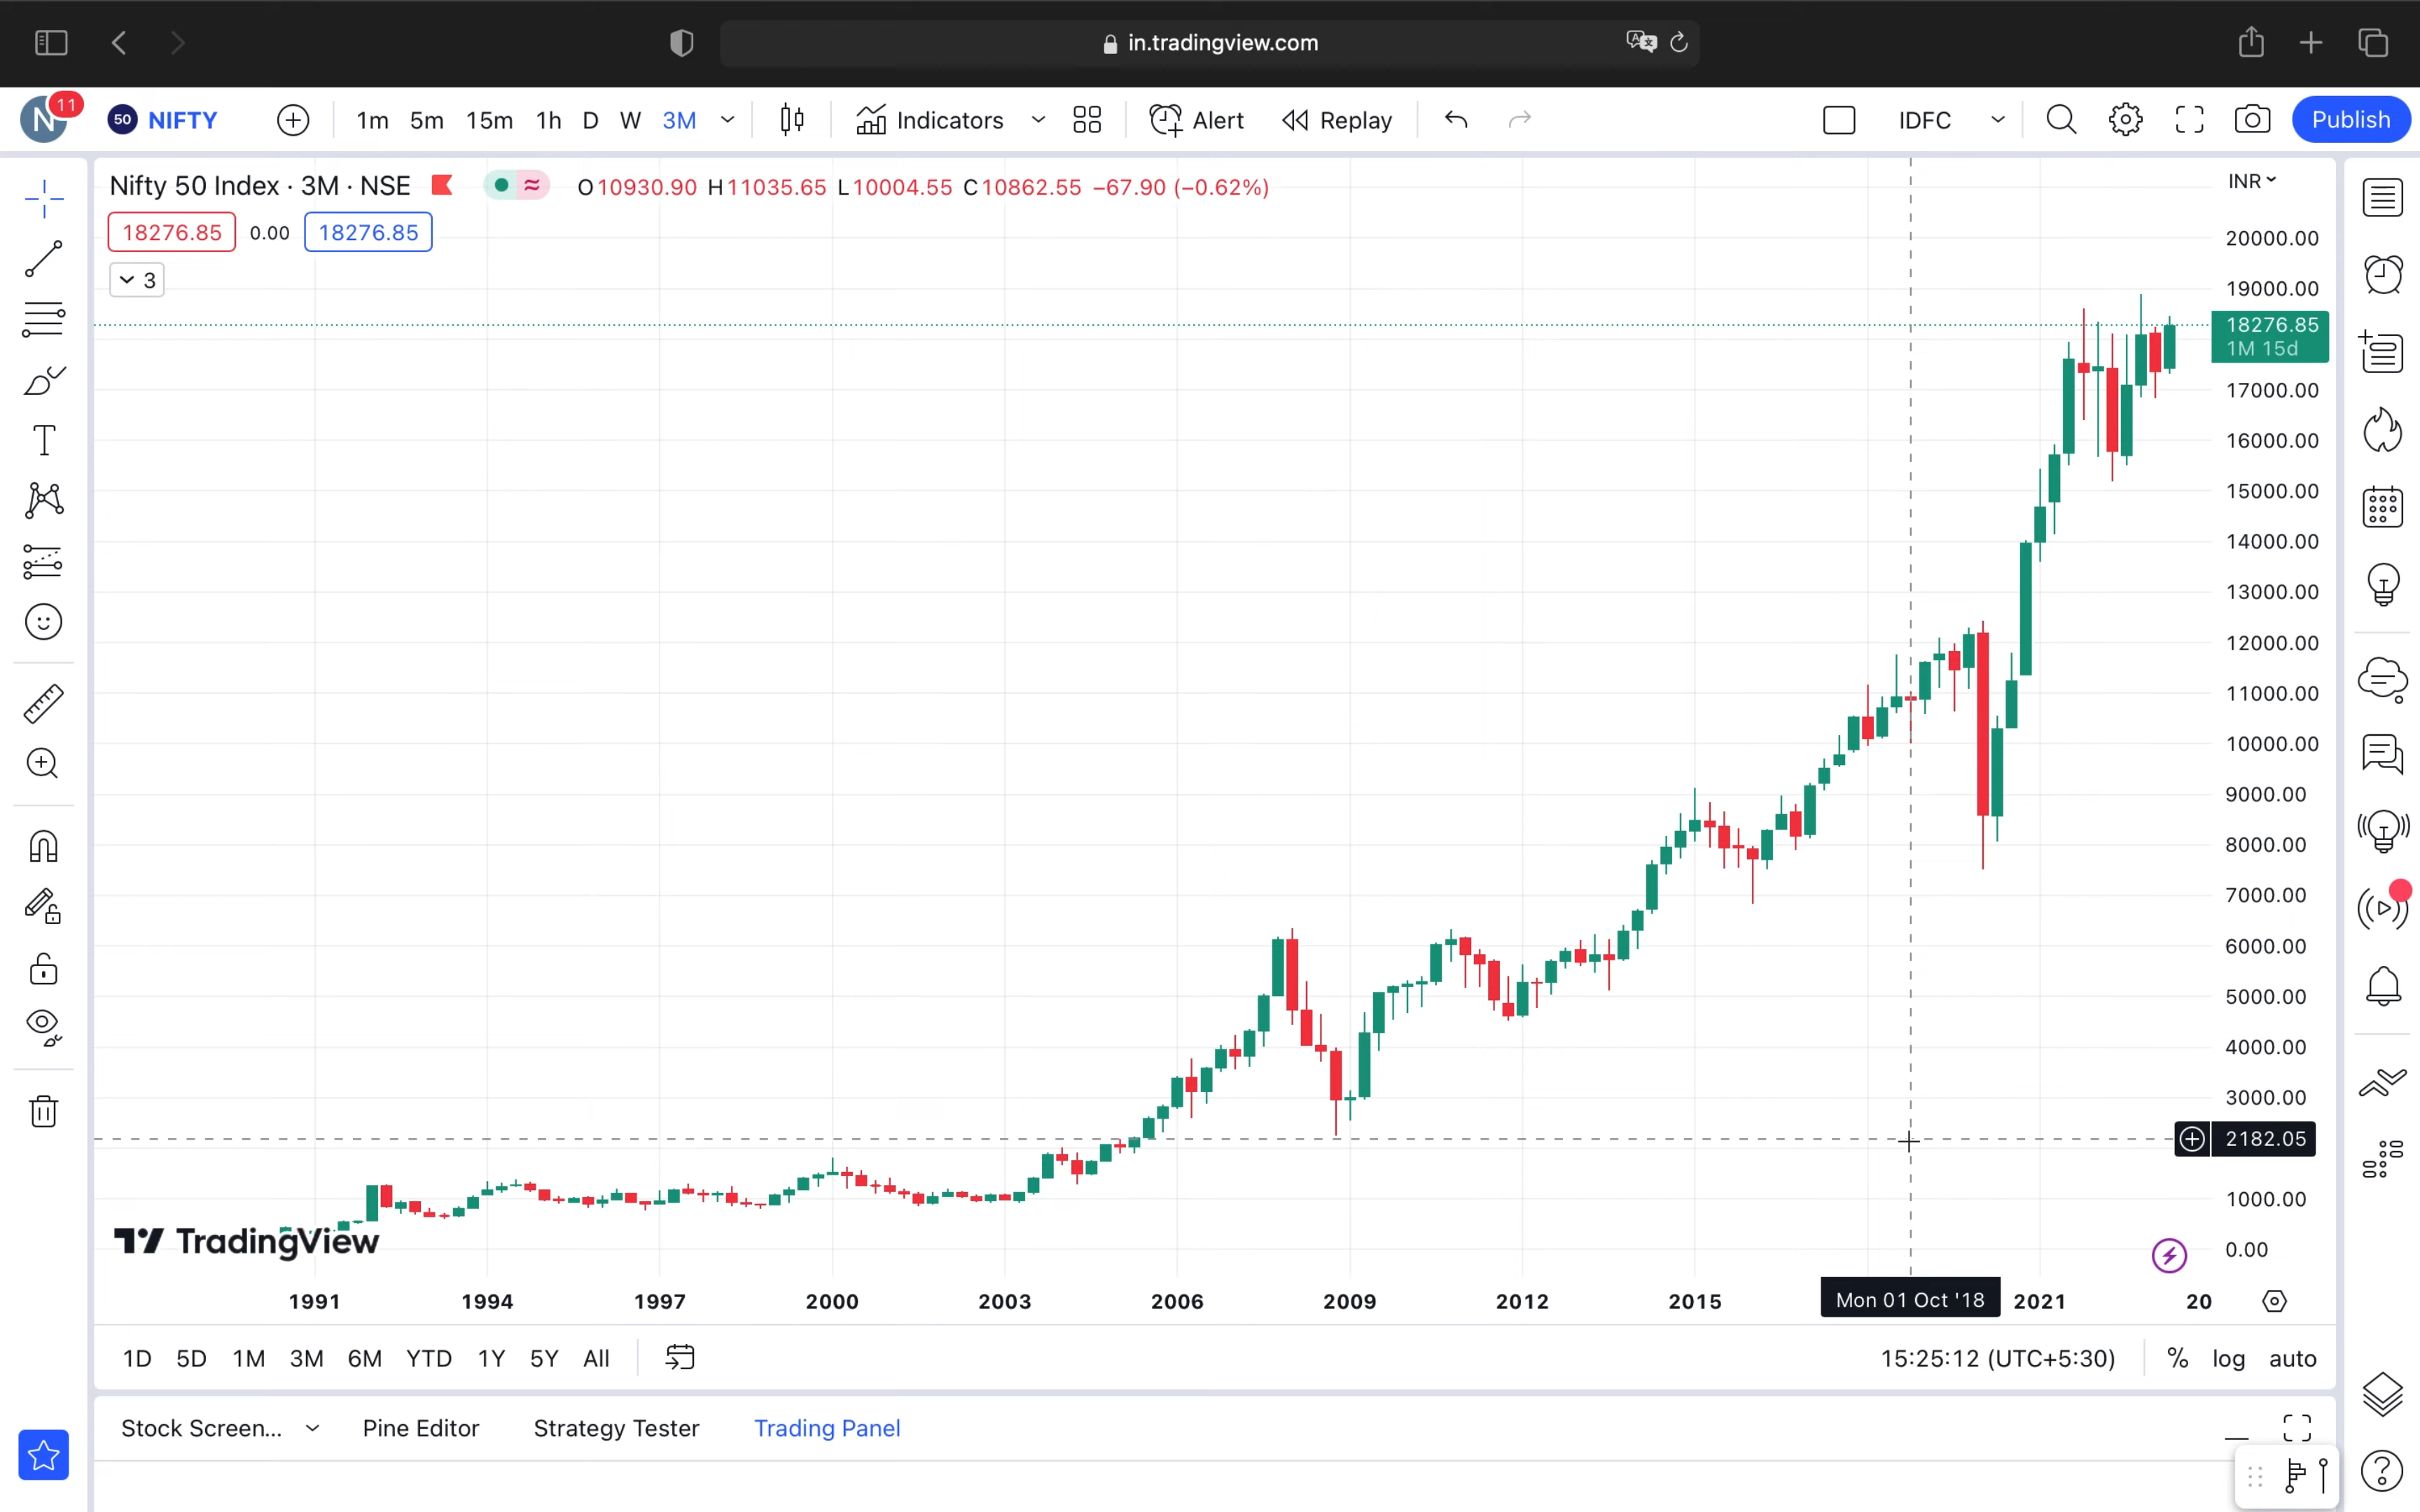 in.tradingview.com
N 11 50 NIFTY 1m 5m 15m 1h D W 3M Indicators Alert Replay IDFC Publish
Nifty 50 Index · 3M · NSE O10930.90 H11035.65 L10004.55 C10862.55 −67.90 (−0.62%) INR
18276.85 0.00 18276.85
3
20000.00
19000.00
18276.85
1M 15d
17000.00
16000.00
15000.00
14000.00
13000.00
12000.00
11000.00
10000.00
9000.00
8000.00
7000.00
6000.00
5000.00
4000.00
3000.00
2182.05
1000.00
0.00
TradingView
1991 1994 1997 2000 2003 2006 2009 2012 2015 Mon 01 Oct '18 2021 20
1D 5D 1M 3M 6M YTD 1Y 5Y All 15:25:12 (UTC+5:30) % log auto
Stock Screen... Pine Editor Strategy Tester Trading Panel